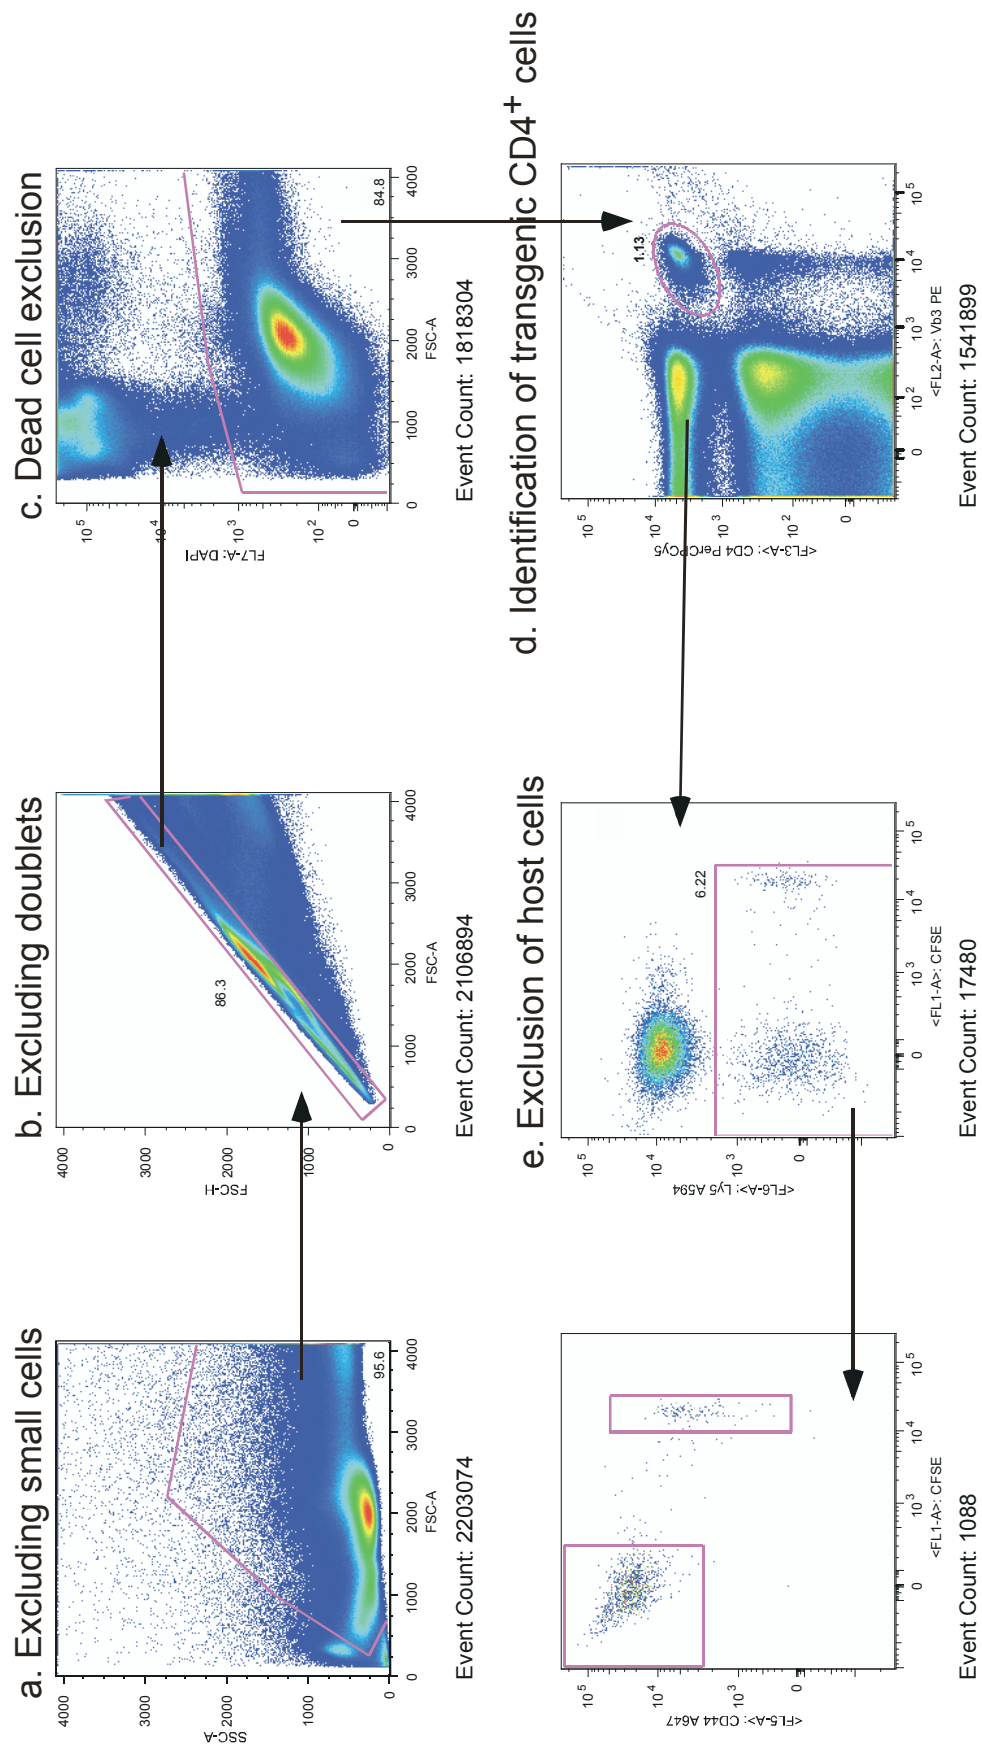 a. Excluding small cells
4000
3000
2000
1000
0
SSC-A
95.6
0
1000
2000
3000
4000
FSC-A
Event Count: 2203074
b. Excluding doublets
4000
3000
2000
1000
0
FSC-H
86.3
0
1000
2000
3000
4000
FSC-A
Event Count: 2106894
c. Dead cell exclusion
10^5
10^4
10^3
10^2
0
FL7-A: DAPI
84.8
0
1000
2000
3000
4000
FSC-A
Event Count: 1818304
d. Identification of transgenic CD4+ cells
10^5
10^4
10^3
10^2
0
<FL3-A>: CD4 PerCPCy5
1.13
0
10^2
10^3
10^4
10^5
<FL2-A> Vb3 PE
Event Count: 1541899
e. Exclusion of host cells
10^5
10^4
10^3
0
<FL6-A>: Ly5 A594
6.22
0
10^3
10^4
10^5
<FL1-A>: CFSE
Event Count: 17480
10^5
10^4
10^3
0
<FL5-A>: CD44 A647
0
10^3
10^4
10^5
<FL1-A>: CFSE
Event Count: 1088